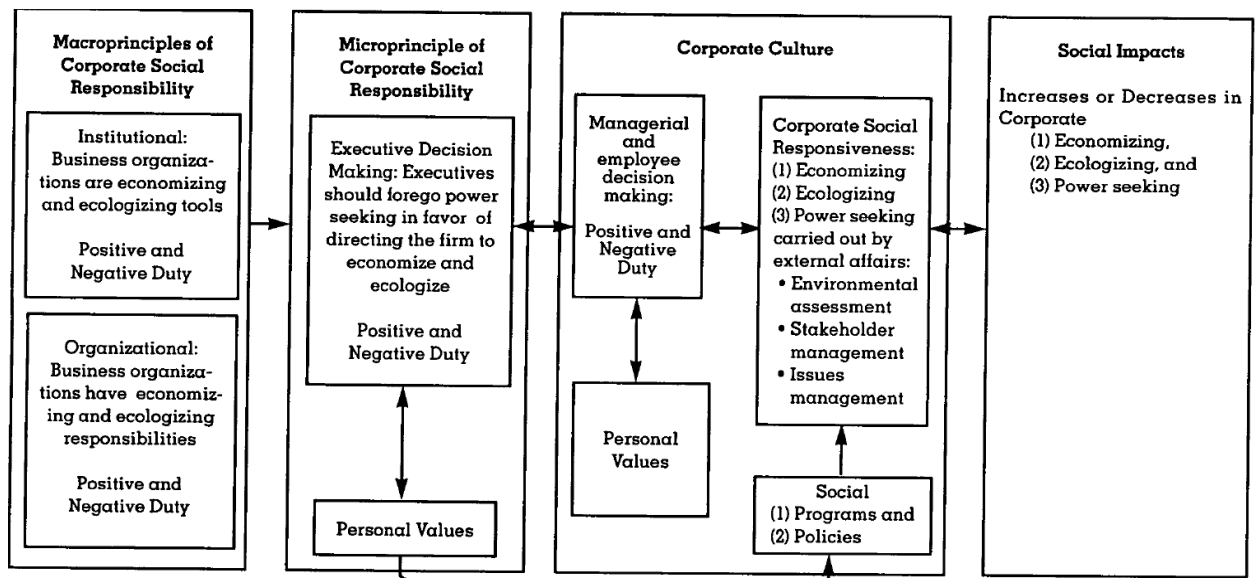 Macroprinciples of
Corporate Social
Responsibility
Institutional:
Business organiza-
tions are economizing
and ecologizing tools
Positive and
Negative Duty
Organizational:
Business organiza-
tions have economiz-
ing and ecologizing
responsibilities
Positive and
Negative Duty
Microprinciple of
Corporate Social
Responsibility
Executive Decision
Making: Executives
should forego power
seeking in favor of
directing the firm to
economize and
ecologize
Positive and
Negative Duty
Personal Values
Corporate Culture
Managerial
and
employee
decision
making:
Positive and
Negative
Duty
Personal
Values
Corporate Social
Responsiveness:
(1) Economizing
(2) Ecologizing
(3) Power seeking
carried out by
external affairs:
• Environmental
assessment
• Stakeholder
management
• Issues
management
Social
(1) Programs and
(2) Policies
Social Impacts
Increases or Decreases in
Corporate
(1) Economizing,
(2) Ecologizing, and
(3) Power seeking